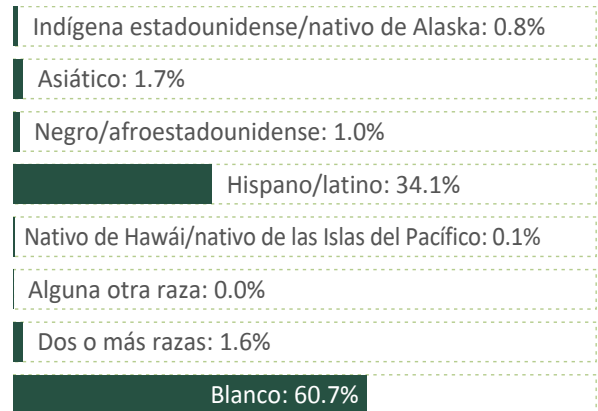 Indígena estadounidense/nativo de Alaska: 0.8%
Asiático: 1.7%
Negro/afroestadounidense: 1.0%
Hispano/latino: 34.1%
Nativo de Hawái/nativo de las Islas del Pacífico: 0.1%
Alguna otra raza: 0.0%
Dos o más razas: 1.6%
Blanco: 60.7%